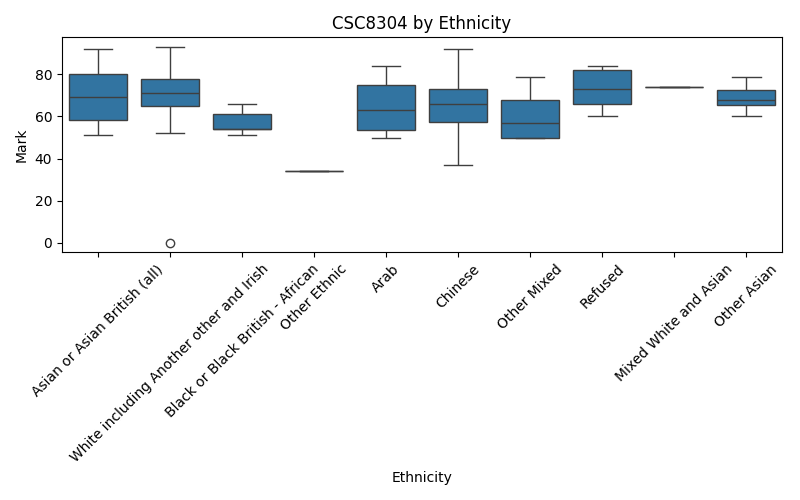 CSC8304 by Ethnicity
Mark
80
60
40
20
0
Asian or Asian British (all)
White including Another other and Irish
Black or Black British - African
Other Ethnic
Arab
Chinese
Other Mixed
Refused
Mixed White and Asian
Other Asian
Ethnicity